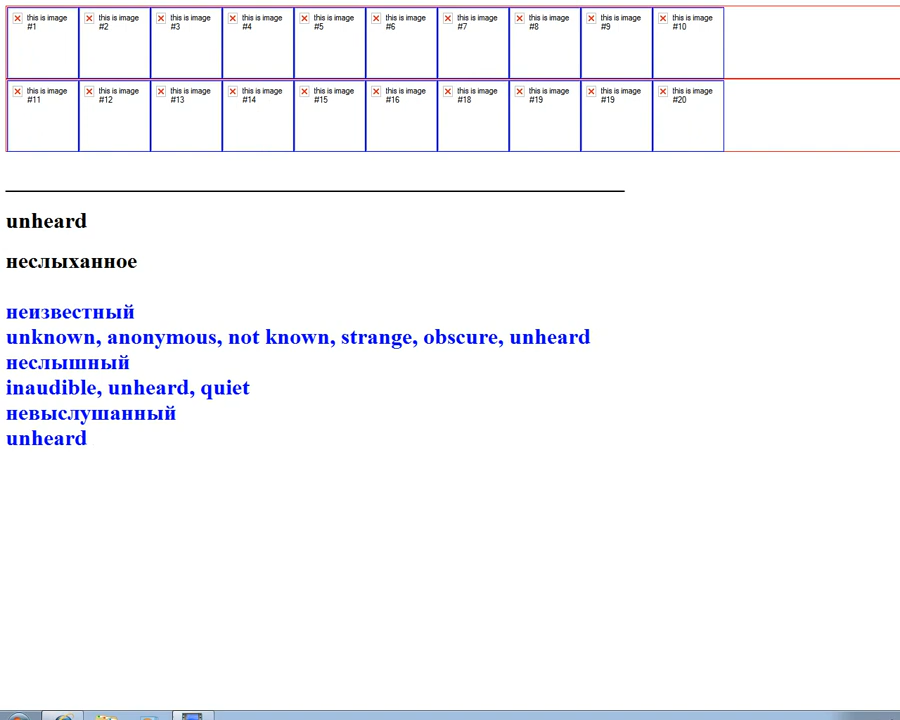 this is image #1 this is image #2 this is image #3 this is image #4 this is image #5 this is image #6 this is image #7 this is image #8 this is image #9 this is image #10
this is image #11 this is image #12 this is image #13 this is image #14 this is image #15 this is image #16 this is image #18 this is image #19 this is image #19 this is image #20
unheard
неслыханное
неизвестный
unknown, anonymous, not known, strange, obscure, unheard
неслышный
inaudible, unheard, quiet
невыслушанный
unheard